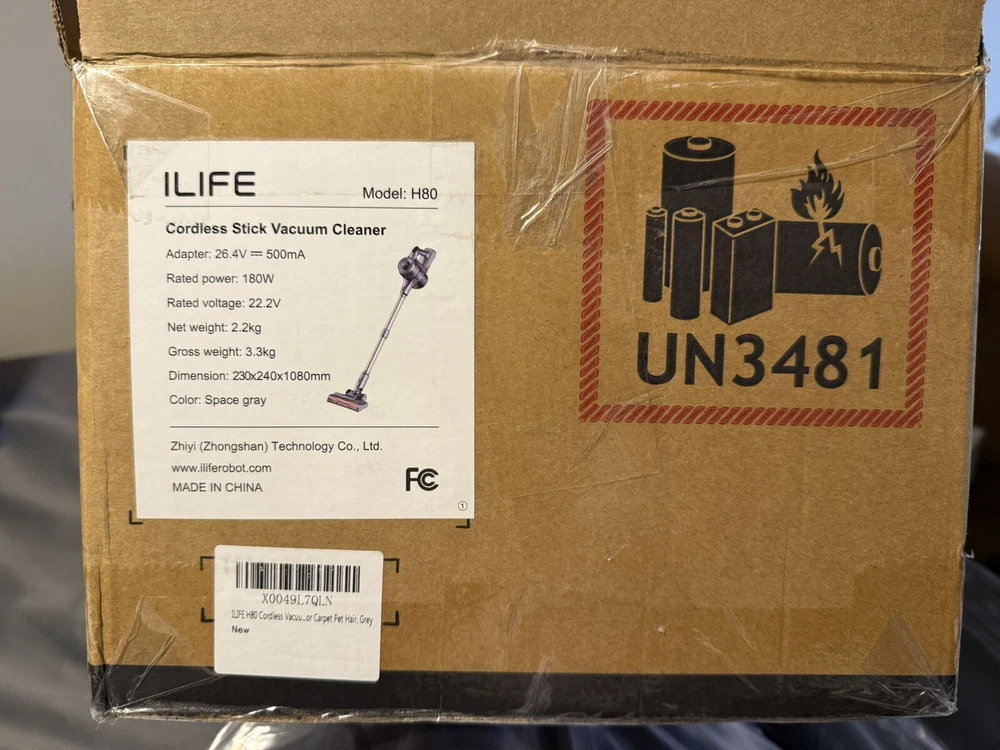 ILIFE
Model: H80
Cordless Stick Vacuum Cleaner
Adapter: 26.4V ⎓ 500mA
Rated power: 180W
Rated voltage: 22.2V
Net weight: 2.2kg
Gross weight: 3.3kg
Dimension: 230x240x1080mm
Color: Space gray
Zhiyi (Zhongshan) Technology Co., Ltd.
www.iliferobot.com
MADE IN CHINA
FC
①
UN3481
X0049L7QLN
ILIFE H80 Cordless Vacuu...or Carpet Pet Hair, Grey
New